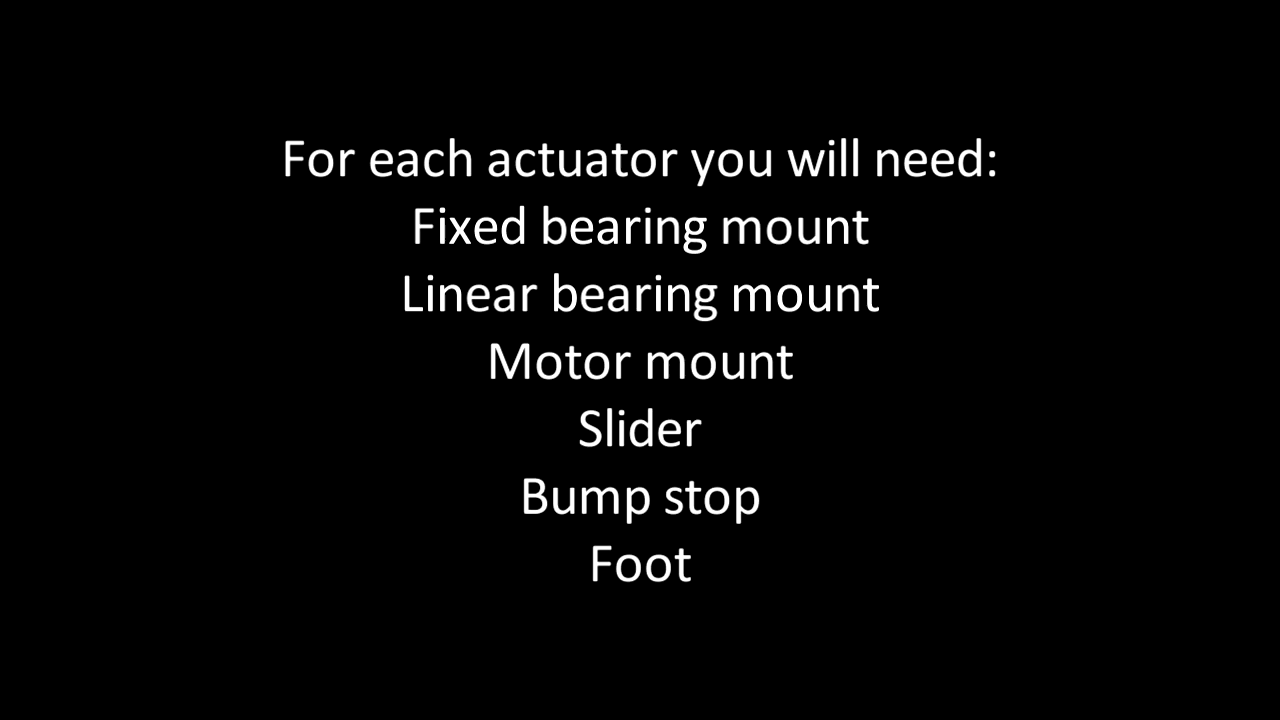 For each actuator you will need:
Fixed bearing mount
Linear bearing mount
Motor mount
Slider
Bump stop
Foot